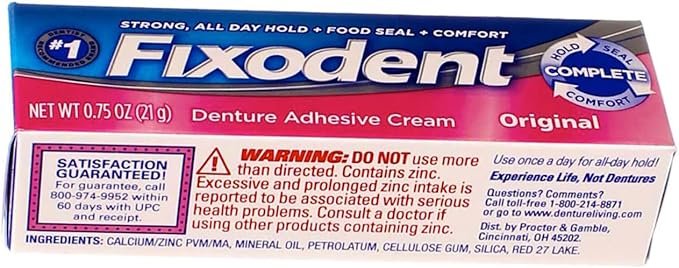 STRONG, ALL DAY HOLD + FOOD SEAL + COMFORT
#1
Fixodent
HOLD SEAL
COMPLETE
COMFORT
NET WT 0.75 OZ (21 g) Denture Adhesive Cream Original
SATISFACTION
GUARANTEED!
For guarantee, call
800-974-9952 within
60 days with UPC
and receipt.
WARNING: DO NOT use more
than directed. Contains zinc.
Excessive and prolonged zinc intake is
reported to be associated with serious
health problems. Consult a doctor if
using other products containing zinc.
Use once a day for all-day hold!
Experience Life, Not Dentures
Questions? Comments?
Call toll-free 1-800-214-8871
or go to www.dentureliving.com
Dist. by Procter & Gamble,
Cincinnati, OH 45202.
INGREDIENTS: CALCIUM/ZINC PVM/MA, MINERAL OIL, PETROLATUM, CELLULOSE GUM, SILICA, RED 27 LAKE.